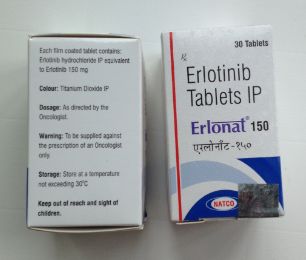 Each film coated tablet contains:
Erlotinib hydrochloride IP equivalent
to Erlotinib 150 mg
Colour: Titanium Dioxide IP
Dosage: As directed by the
Oncologist.
Warning: To be supplied against
the prescription of an Oncologist
only.
Storage: Store at a temperature
not exceeding 30°C
Keep out of reach and sight of
children.
30 Tablets
Rx
Erlotinib
Tablets IP
Erlonat® 150
एरलोनॅट-१५०
NATCO